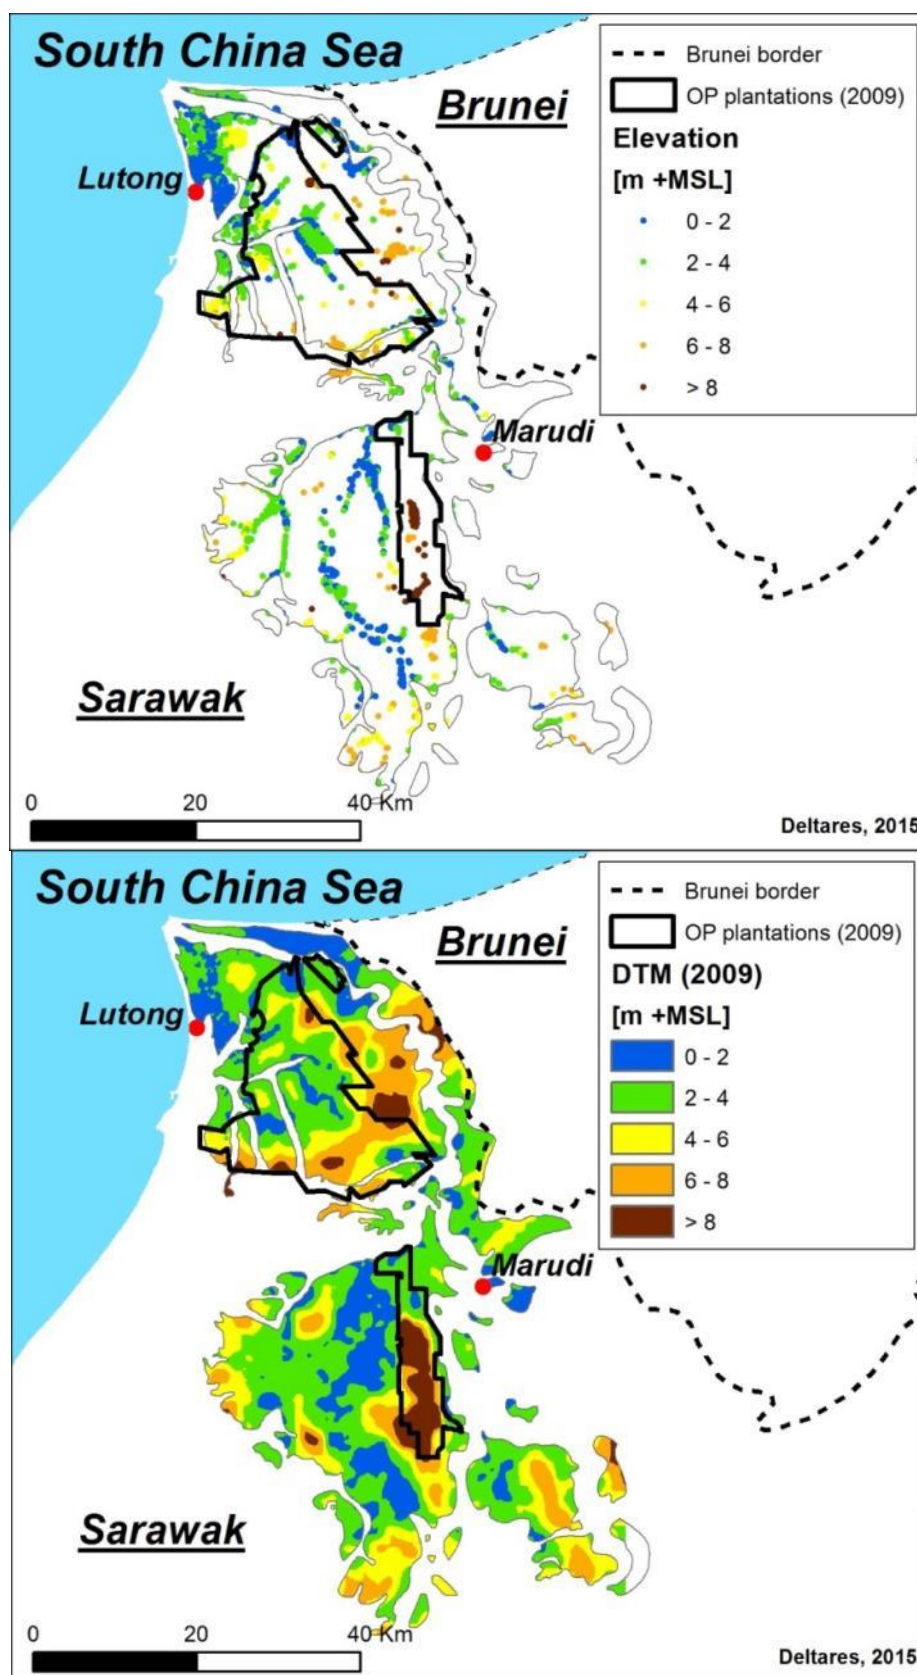 South China Sea
Brunei
Lutong
Marudi
Sarawak
Brunei border
OP plantations (2009)
Elevation
[m +MSL]
0 - 2
2 - 4
4 - 6
6 - 8
> 8
0 20 40 Km
Deltares, 2015
South China Sea
Brunei
Lutong
Marudi
Sarawak
Brunei border
OP plantations (2009)
DTM (2009)
[m +MSL]
0 - 2
2 - 4
4 - 6
6 - 8
> 8
0 20 40 Km
Deltares, 2015